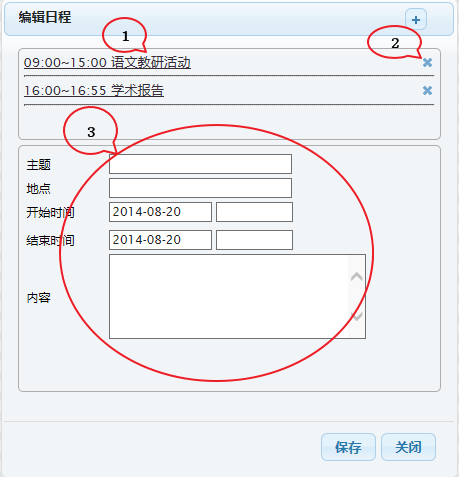 编辑日程
+
1
2
09:00~15:00 语文教研活动
16:00~16:55 学术报告
3
主题
地点
开始时间 2014-08-20
结束时间 2014-08-20
内容
保存 关闭